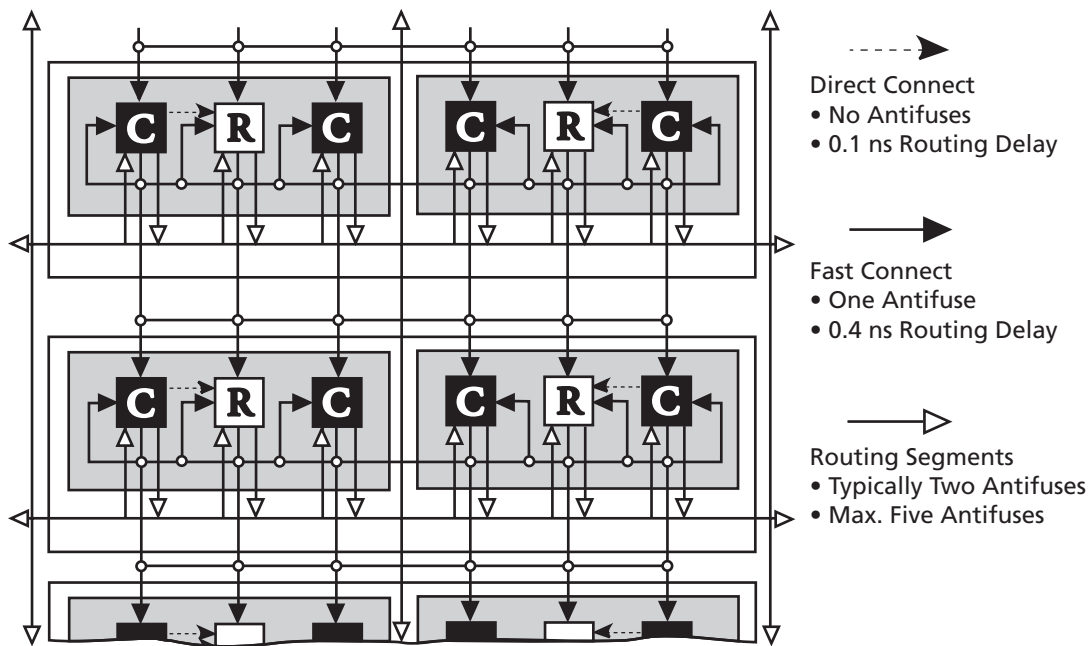 C R C C R C
Direct Connect
• No Antifuses
• 0.1 ns Routing Delay
Fast Connect
• One Antifuse
• 0.4 ns Routing Delay
C R C C R C
Routing Segments
• Typically Two Antifuses
• Max. Five Antifuses